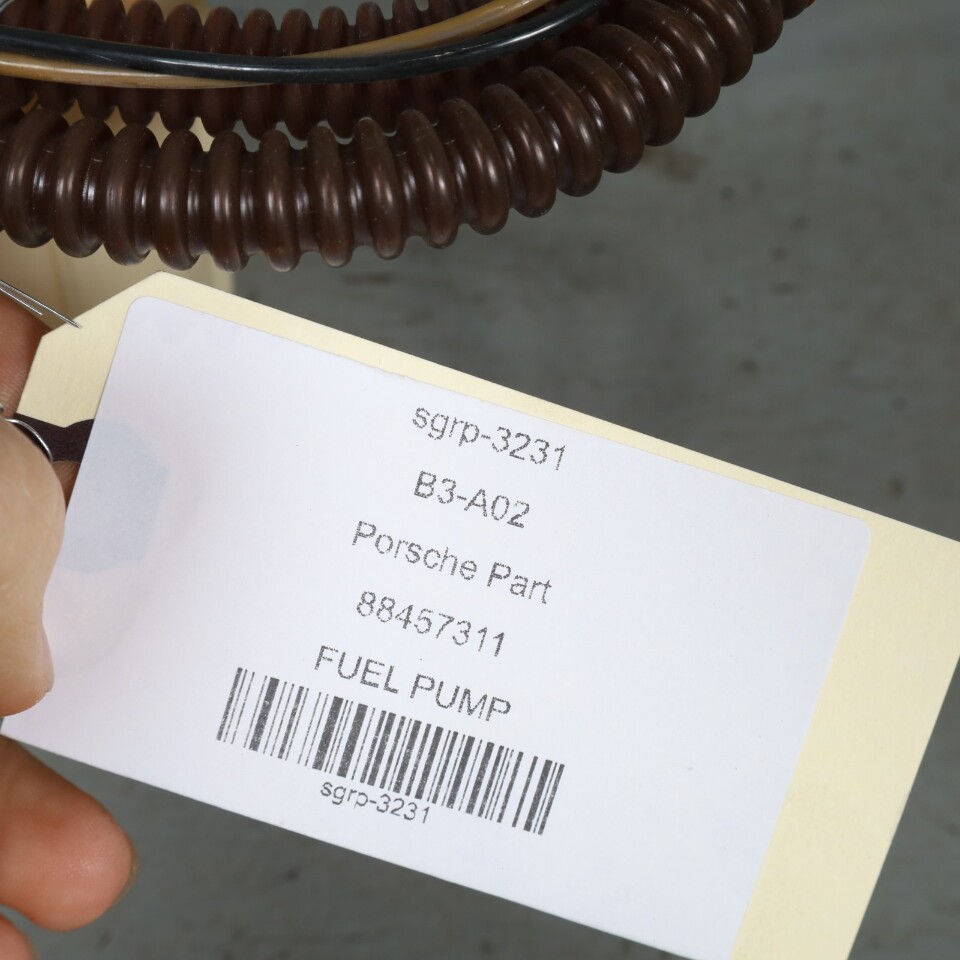 sgrp-3231
B3-A02
Porsche Part
88457311
FUEL PUMP
sgrp-3231